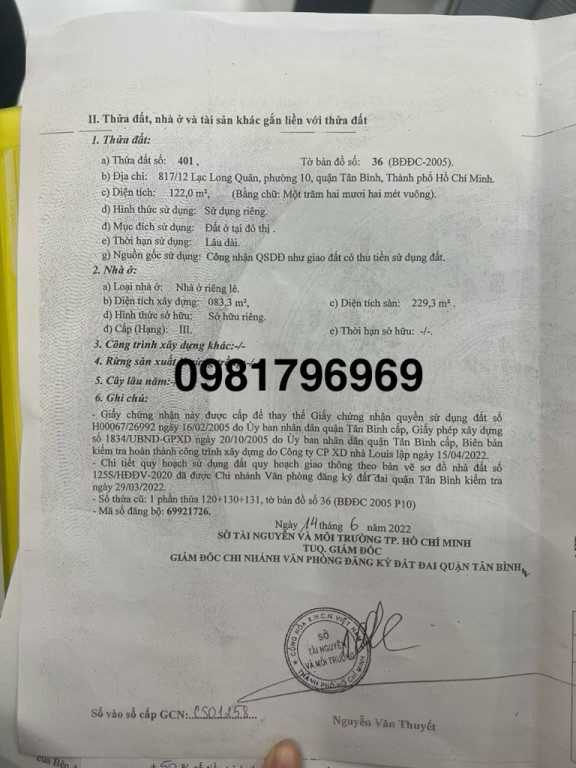 II. Thửa đất, nhà ở và tài sản khác gắn liền với thửa đất
1. Thửa đất:
a) Thửa đất số: 401 , Tờ bản đồ số: 36 (BĐĐC-2005).
b) Địa chỉ: 817/12 Lạc Long Quân, phường 10, quận Tân Bình, Thành phố Hồ Chí Minh.
c) Diện tích: 122,0 m², (Bằng chữ: Một trăm hai mươi hai mét vuông).
d) Hình thức sử dụng: Sử dụng riêng.
đ) Mục đích sử dụng: Đất ở tại đô thị .
e) Thời hạn sử dụng: Lâu dài.
g) Nguồn gốc sử dụng: Công nhận QSDĐ như giao đất có thu tiền sử dụng đất.
2. Nhà ở:
a) Loại nhà ở: Nhà ở riêng lẻ.
b) Diện tích xây dựng: 083,3 m², c) Diện tích sàn: 229,3 m² .
d) Hình thức sở hữu: Sở hữu riêng.
đ) Cấp (Hạng): III. e) Thời hạn sở hữu: -/-.
3. Công trình xây dựng khác:-/-
4. Rừng sản xuất
0981796969
5. Cây lâu năm:-
6. Ghi chú:
- Giấy chứng nhận này được cấp để thay thế Giấy chứng nhận quyền sử dụng đất số
H00067/26992 ngày 16/02/2005 do Ủy ban nhân dân quận Tân Bình cấp, Giấy phép xây dựng
số 1834/UBND-GPXD ngày 20/10/2005 do Ủy ban nhân dân quận Tân Bình cấp, Biên bản
kiểm tra hoàn thành công trình xây dựng do Công ty CP XD nhà Louis lập ngày 15/04/2022.
- Chi tiết quy hoạch sử dụng đất quy hoạch giao thông theo bản vẽ sơ đồ nhà đất số
125S/HĐĐV-2020 đã được Chi nhánh Văn phòng đăng ký đất đai quận Tân Bình kiểm tra
ngày 29/03/2022.
- Số thửa cũ: 1 phần thửa 120+130+131, tờ bản đồ số 36 (BĐĐC 2005 P10)
- Mã số đăng bộ: 69921726.
Ngày 14 tháng 6 năm 2022
SỞ TÀI NGUYÊN VÀ MÔI TRƯỜNG TP. HỒ CHÍ MINH
TUQ. GIÁM ĐỐC
GIÁM ĐỐC CHI NHÁNH VĂN PHÒNG ĐĂNG KÝ ĐẤT ĐAI QUẬN TÂN BÌNH
CỘNG HÒA X.H.C.N VIỆT NAM
SỞ
TÀI NGUYÊN
VÀ MÔI TRƯỜNG
THÀNH PHỐ HỒ CHÍ MINH
Số vào sổ cấp GCN: CS01258
Nguyễn Văn Thuyết
của Bên